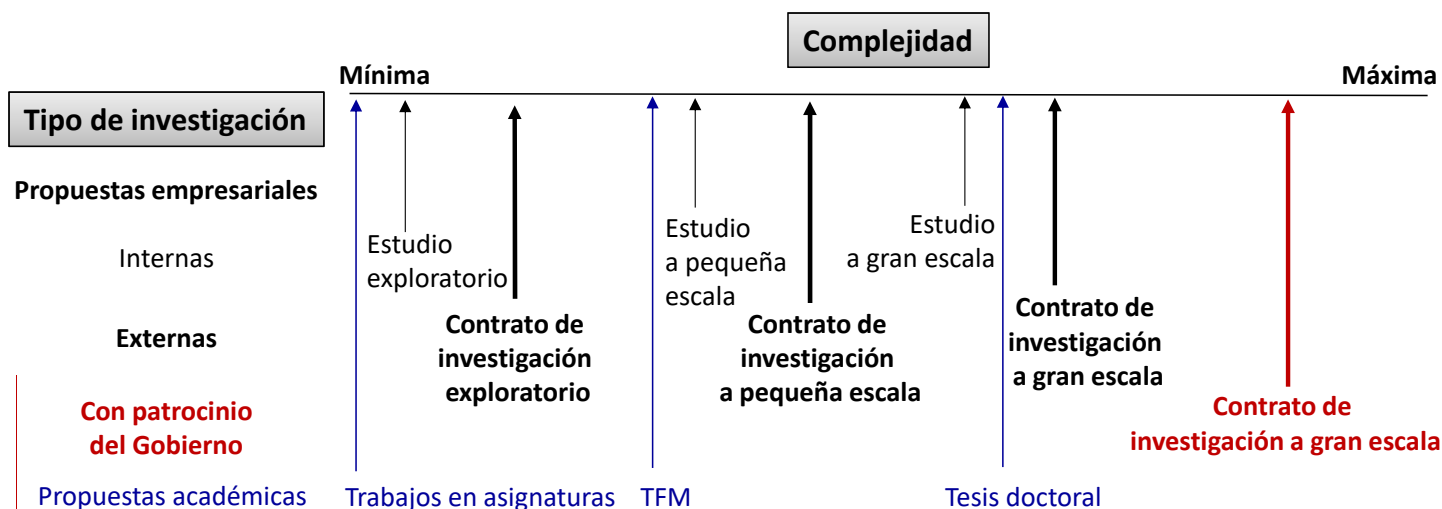 Complejidad
Mínima
Máxima
Tipo de investigación
Propuestas empresariales
Internas
Estudio
exploratorio
Estudio
a pequeña
escala
Estudio
a gran escala
Externas
Contrato de
investigación
exploratorio
Contrato de
investigación
a pequeña escala
Contrato de
investigación
a gran escala
Con patrocinio
del Gobierno
Contrato de
investigación a gran escala
Propuestas académicas
Trabajos en asignaturas
TFM
Tesis doctoral